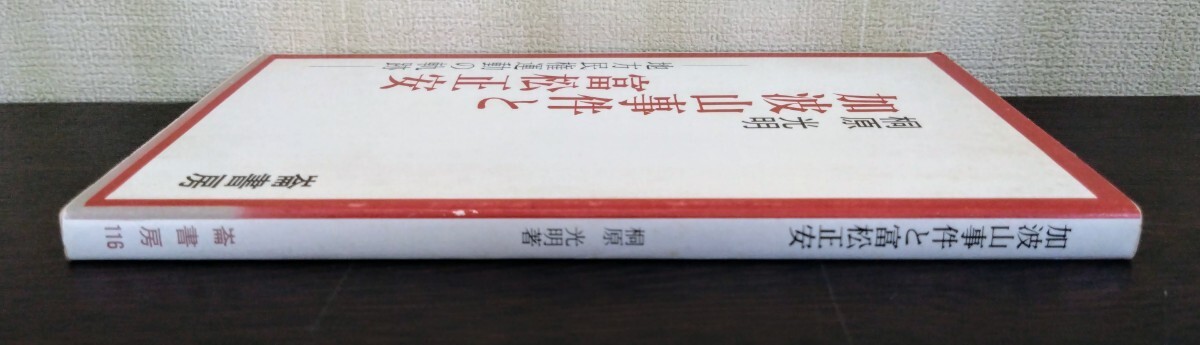 桐原光明
加波山事件と
富松正安
地方民権運動の軌跡
崙書房
加波山事件と富松正安
桐原光明著
崙書房
116